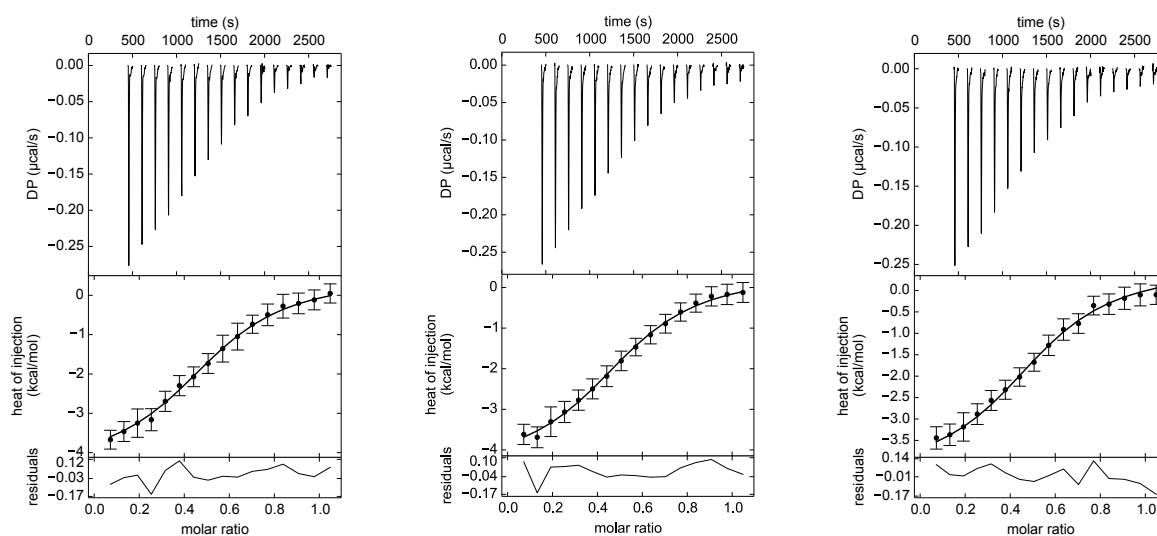 time (s)
0 500 1000 1500 2000 2500
0.00
−0.05
−0.10
−0.15
−0.20
−0.25
DP (μcal/s)
0
−1
−2
−3
−4
heat of injection
(kcal/mol)
0.12
−0.03
−0.17
residuals
0.0 0.2 0.4 0.6 0.8 1.0
molar ratio
time (s)
0 500 1000 1500 2000 2500
0.00
−0.05
−0.10
−0.15
−0.20
−0.25
DP (μcal/s)
0
−1
−2
−3
−4
heat of injection
(kcal/mol)
0.10
−0.04
−0.17
residuals
0.0 0.2 0.4 0.6 0.8 1.0
molar ratio
time (s)
0 500 1000 1500 2000 2500
0.00
−0.05
−0.10
−0.15
−0.20
−0.25
DP (μcal/s)
0.0
−0.5
−1.0
−1.5
−2.0
−2.5
−3.0
−3.5
heat of injection
(kcal/mol)
0.14
−0.01
−0.17
residuals
0.0 0.2 0.4 0.6 0.8 1.0
molar ratio